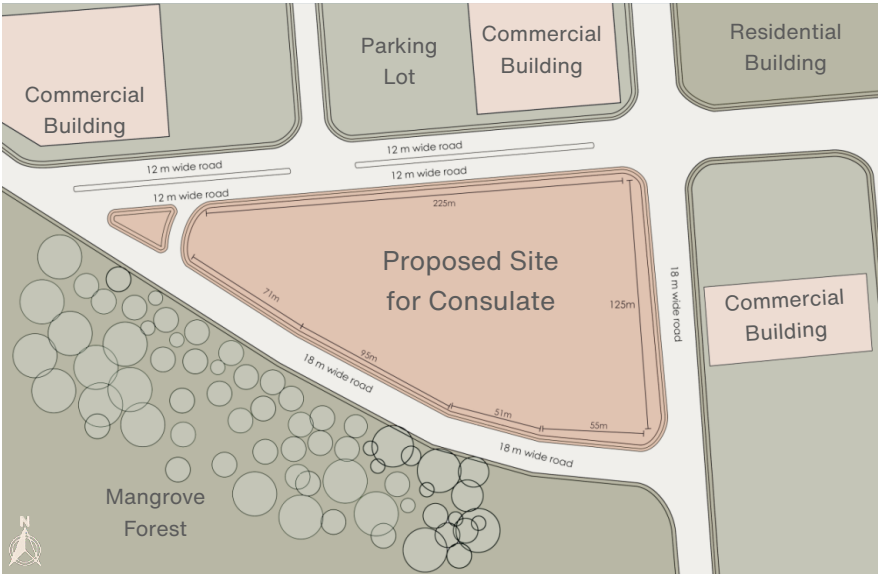 Parking
Lot
Commercial
Building
Residential
Building
Commercial
Building
12 m wide road
12 m wide road
12 m wide road
12 m wide road
225m
Proposed Site
for Consulate
125m
18 m wide road
Commercial
Building
71m
95m
18 m wide road
51m
55m
18 m wide road
Mangrove
Forest
N